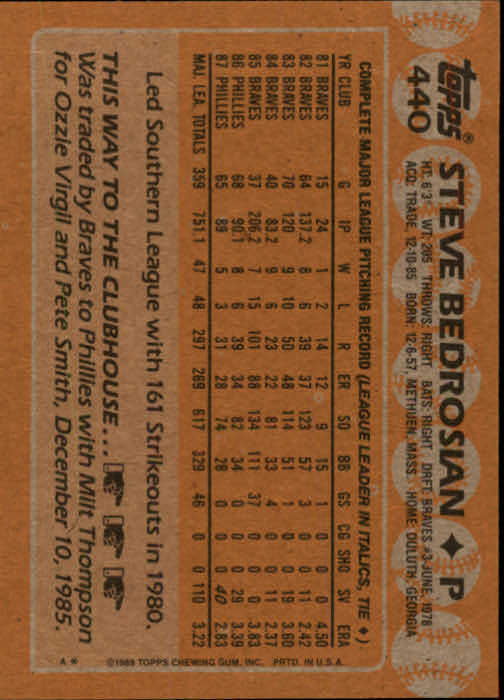 Topps® STEVE BEDROSIAN ♦ P
440 HT: 6'3" WT: 205 THROWS: RIGHT BATS: RIGHT DRFT: BRAVES #3-JUNE, 1978
ACQ: TRADE, 12-10-85 BORN: 12-6-57, METHUEN, MASS. HOME: DULUTH, GEORGIA
COMPLETE MAJOR LEAGUE PITCHING RECORD (LEAGUE LEADER IN ITALICS, TIE ♦)
YR CLUB G IP W L R ER SO BB GS CG SHO SV ERA
81 BRAVES 15 24 1 2 14 12 9 15 1 0 0 0 4.50
82 BRAVES 64 137.2 8 6 39 37 123 57 3 0 0 11 2.42
83 BRAVES 70 120 9 10 50 48 114 51 1 0 0 19 3.60
84 BRAVES 40 83.2 9 6 23 22 81 33 4 0 0 11 2.37
85 BRAVES 37 206.2 7 15 101 88 134 111 37 0 0 0 3.83
86 PHILLIES 68 90.1 8 6 39 34 82 34 0 0 0 29 3.39
87 PHILLIES 65 89 5 3 31 28 74 28 0 0 0 40 2.83
MAJ. LEA. TOTALS 359 751.1 47 48 297 269 617 329 46 0 0 110 3.22
Led Southern League with 161 Strikeouts in 1980.
THIS WAY TO THE CLUBHOUSE...
Was traded by Braves to Phillies with Milt Thompson
for Ozzie Virgil and Pete Smith, December 10, 1985.
A * ©1988 TOPPS CHEWING GUM, INC. PRTD. IN U.S.A.